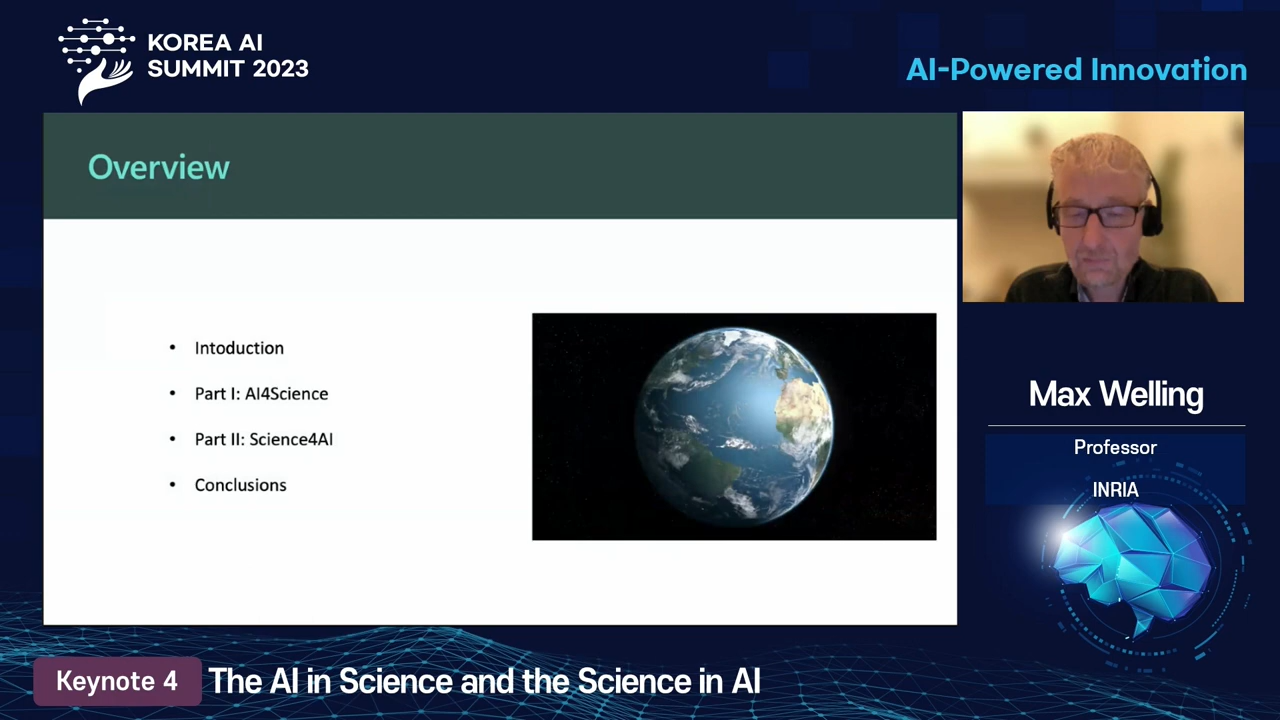 KOREA AI
SUMMIT 2023
AI-Powered Innovation
Overview
• Intoduction
• Part I: AI4Science
• Part II: Science4AI
• Conclusions
Max Welling
Professor
INRIA
Keynote 4
The AI in Science and the Science in AI